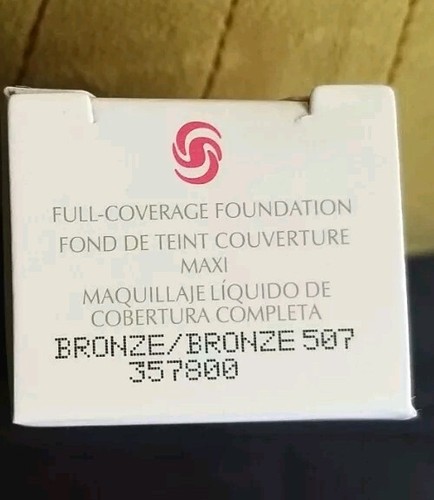 FULL-COVERAGE FOUNDATION
FOND DE TEINT COUVERTURE
MAXI
MAQUILLAJE LÍQUIDO DE
COBERTURA COMPLETA
BRONZE/BRONZE 507
357800